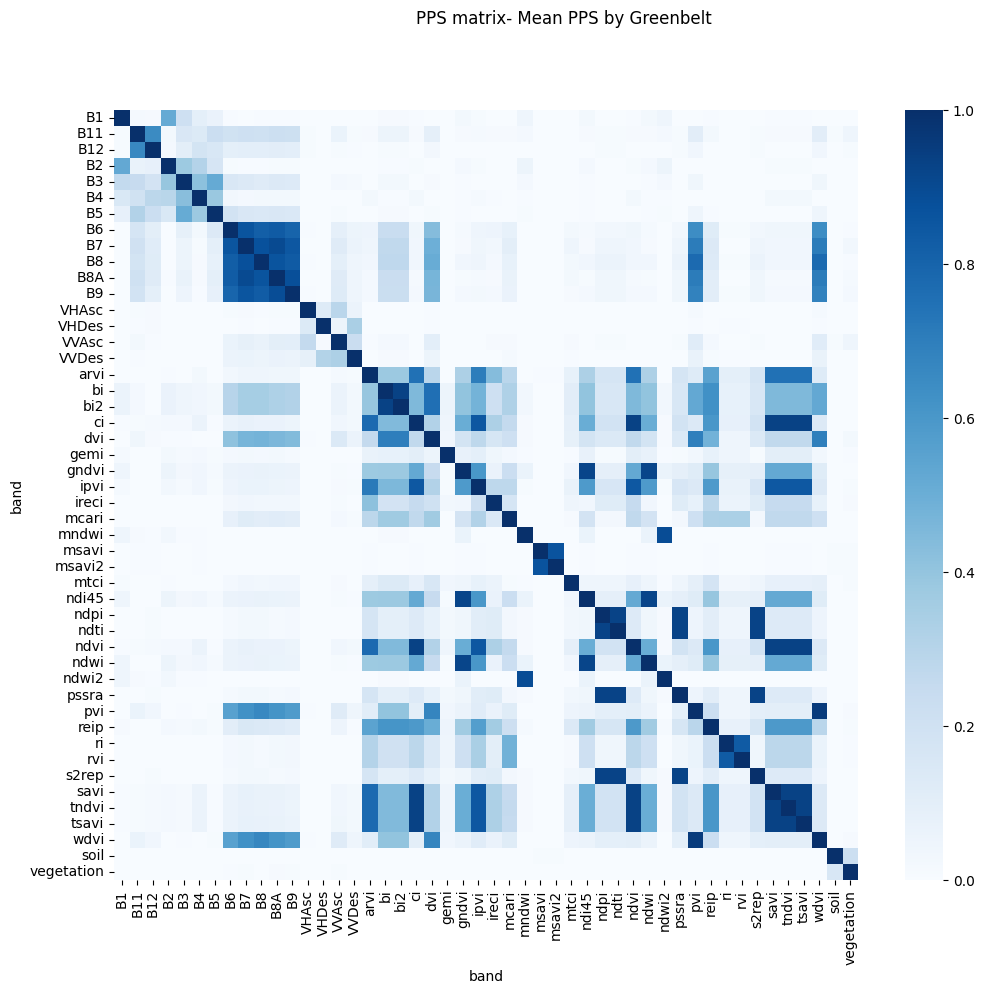 PPS matrix- Mean PPS by Greenbelt
band
B1
B11
B12
B2
B3
B4
B5
B6
B7
B8
B8A
B9
VHAsc
VHDes
VVAsc
VVDes
arvi
bi
bi2
ci
dvi
gemi
gndvi
ipvi
ireci
mcari
mndwi
msavi
msavi2
mtci
ndi45
ndpi
ndti
ndvi
ndwi
ndwi2
pssra
pvi
reip
ri
rvi
s2rep
savi
tndvi
tsavi
wdvi
soil
vegetation
B1
B11
B12
B2
B3
B4
B5
B6
B7
B8
B8A
B9
VHAsc
VHDes
VVAsc
VVDes
arvi
bi
bi2
ci
dvi
gemi
gndvi
ipvi
ireci
mcari
mndwi
msavi
msavi2
mtci
ndi45
ndpi
ndti
ndvi
ndwi
ndwi2
pssra
pvi
reip
ri
rvi
s2rep
savi
tndvi
tsavi
wdvi
soil
vegetation
band
1.0
0.8
0.6
0.4
0.2
0.0